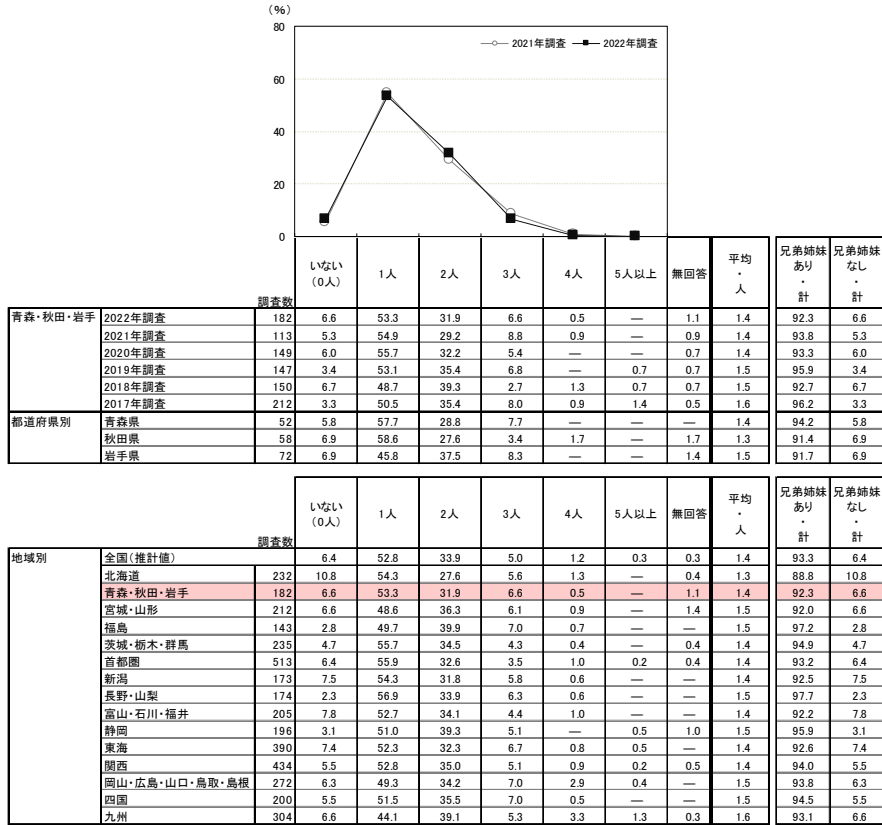 (%)
80
60
40
20
0
2021年調査 2022年調査
調査数 いない(0人) 1人 2人 3人 4人 5人以上 無回答 平均・人 兄弟姉妹あり・計 兄弟姉妹なし・計
青森・秋田・岩手 2022年調査 182 6.6 53.3 31.9 6.6 0.5 — 1.1 1.4 92.3 6.6
2021年調査 113 5.3 54.9 29.2 8.8 0.9 — 0.9 1.4 93.8 5.3
2020年調査 149 6.0 55.7 32.2 5.4 — — 0.7 1.4 93.3 6.0
2019年調査 147 3.4 53.1 35.4 6.8 — 0.7 0.7 1.5 95.9 3.4
2018年調査 150 6.7 48.7 39.3 2.7 1.3 0.7 0.7 1.5 92.7 6.7
2017年調査 212 3.3 50.5 35.4 8.0 0.9 1.4 0.5 1.6 96.2 3.3
都道府県別 青森県 52 5.8 57.7 28.8 7.7 — — — 1.4 94.2 5.8
秋田県 58 6.9 58.6 27.6 3.4 1.7 — 1.7 1.3 91.4 6.9
岩手県 72 6.9 45.8 37.5 8.3 — — 1.4 1.5 91.7 6.9
調査数 いない(0人) 1人 2人 3人 4人 5人以上 無回答 平均・人 兄弟姉妹あり・計 兄弟姉妹なし・計
地域別 全国(推計値) 6.4 52.8 33.9 5.0 1.2 0.3 0.3 1.4 93.3 6.4
北海道 232 10.8 54.3 27.6 5.6 1.3 — 0.4 1.3 88.8 10.8
青森・秋田・岩手 182 6.6 53.3 31.9 6.6 0.5 — 1.1 1.4 92.3 6.6
宮城・山形 212 6.6 48.6 36.3 6.1 0.9 — 1.4 1.5 92.0 6.6
福島 143 2.8 49.7 39.9 7.0 0.7 — — 1.5 97.2 2.8
茨城・栃木・群馬 235 4.7 55.7 34.5 4.3 0.4 — 0.4 1.4 94.9 4.7
首都圏 513 6.4 55.9 32.6 3.5 1.0 0.2 0.4 1.4 93.2 6.4
新潟 173 7.5 54.3 31.8 5.8 0.6 — — 1.4 92.5 7.5
長野・山梨 174 2.3 56.9 33.9 6.3 0.6 — — 1.5 97.7 2.3
富山・石川・福井 205 7.8 52.7 34.1 4.4 1.0 — — 1.4 92.2 7.8
静岡 196 3.1 51.0 39.3 5.1 — 0.5 1.0 1.5 95.9 3.1
東海 390 7.4 52.3 32.3 6.7 0.8 0.5 — 1.4 92.6 7.4
関西 434 5.5 52.8 35.0 5.1 0.9 0.2 0.5 1.4 94.0 5.5
岡山・広島・山口・鳥取・島根 272 6.3 49.3 34.2 7.0 2.9 0.4 — 1.5 93.8 6.3
四国 200 5.5 51.5 35.5 7.0 0.5 — — 1.5 94.5 5.5
九州 304 6.6 44.1 39.1 5.3 3.3 1.3 0.3 1.6 93.1 6.6